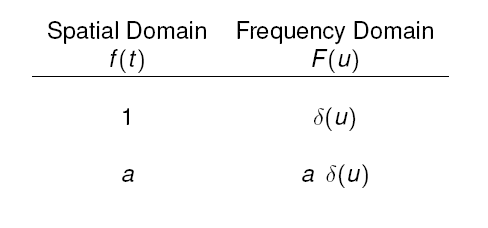 Spatial Domain Frequency Domain
f(t) F(u)
1 δ(u)
a a δ(u)